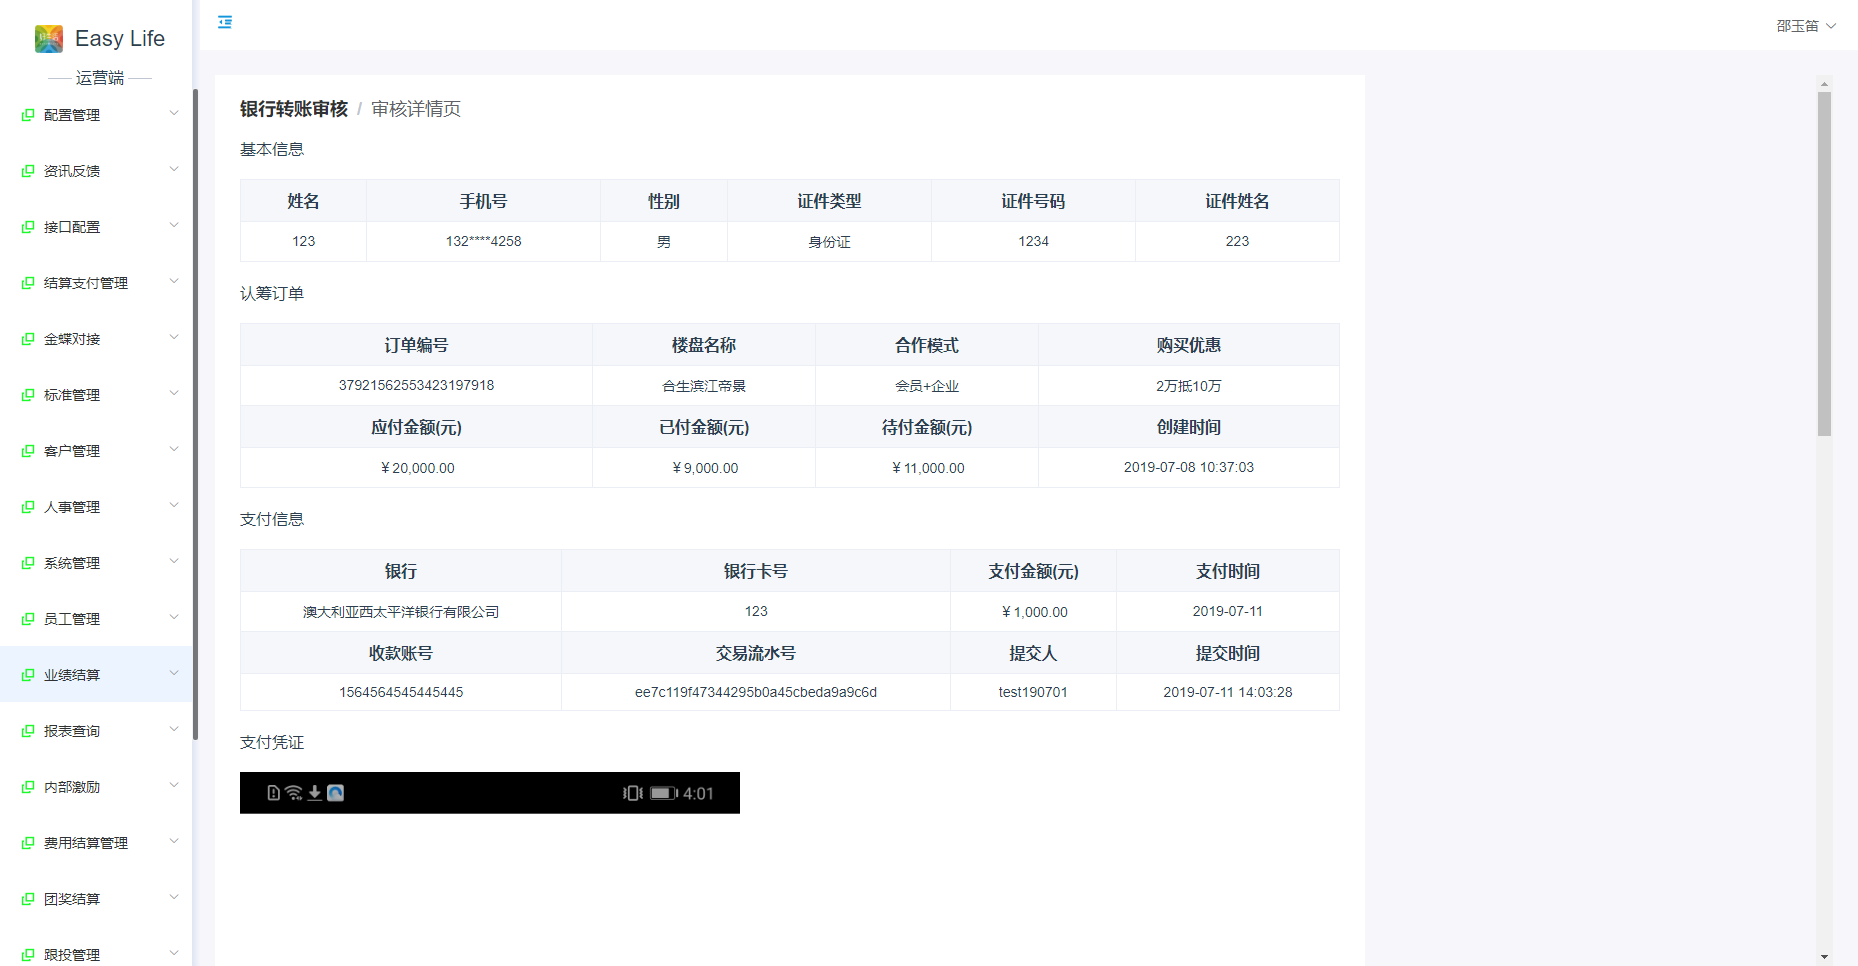 Easy Life
运营端
配置管理
资讯反馈
接口配置
结算支付管理
金蝶对接
标准管理
客户管理
人事管理
系统管理
员工管理
业绩结算
报表查询
内部激励
费用结算管理
团奖结算
跟投管理
邵玉笛
银行转账审核 / 审核详情页
基本信息
姓名 手机号 性别 证件类型 证件号码 证件姓名
123 132****4258 男 身份证 1234 223
认筹订单
订单编号 楼盘名称 合作模式 购买优惠
37921562553423197918 合生滨江帝景 会员+企业 2万抵10万
应付金额(元) 已付金额(元) 待付金额(元) 创建时间
¥ 20,000.00 ¥ 9,000.00 ¥ 11,000.00 2019-07-08 10:37:03
支付信息
银行 银行卡号 支付金额(元) 支付时间
澳大利亚西太平洋银行有限公司 123 ¥ 1,000.00 2019-07-11
收款账号 交易流水号 提交人 提交时间
1564564545445445 ee7c119f47344295b0a45cbeda9a9c6d test190701 2019-07-11 14:03:28
支付凭证
4:01